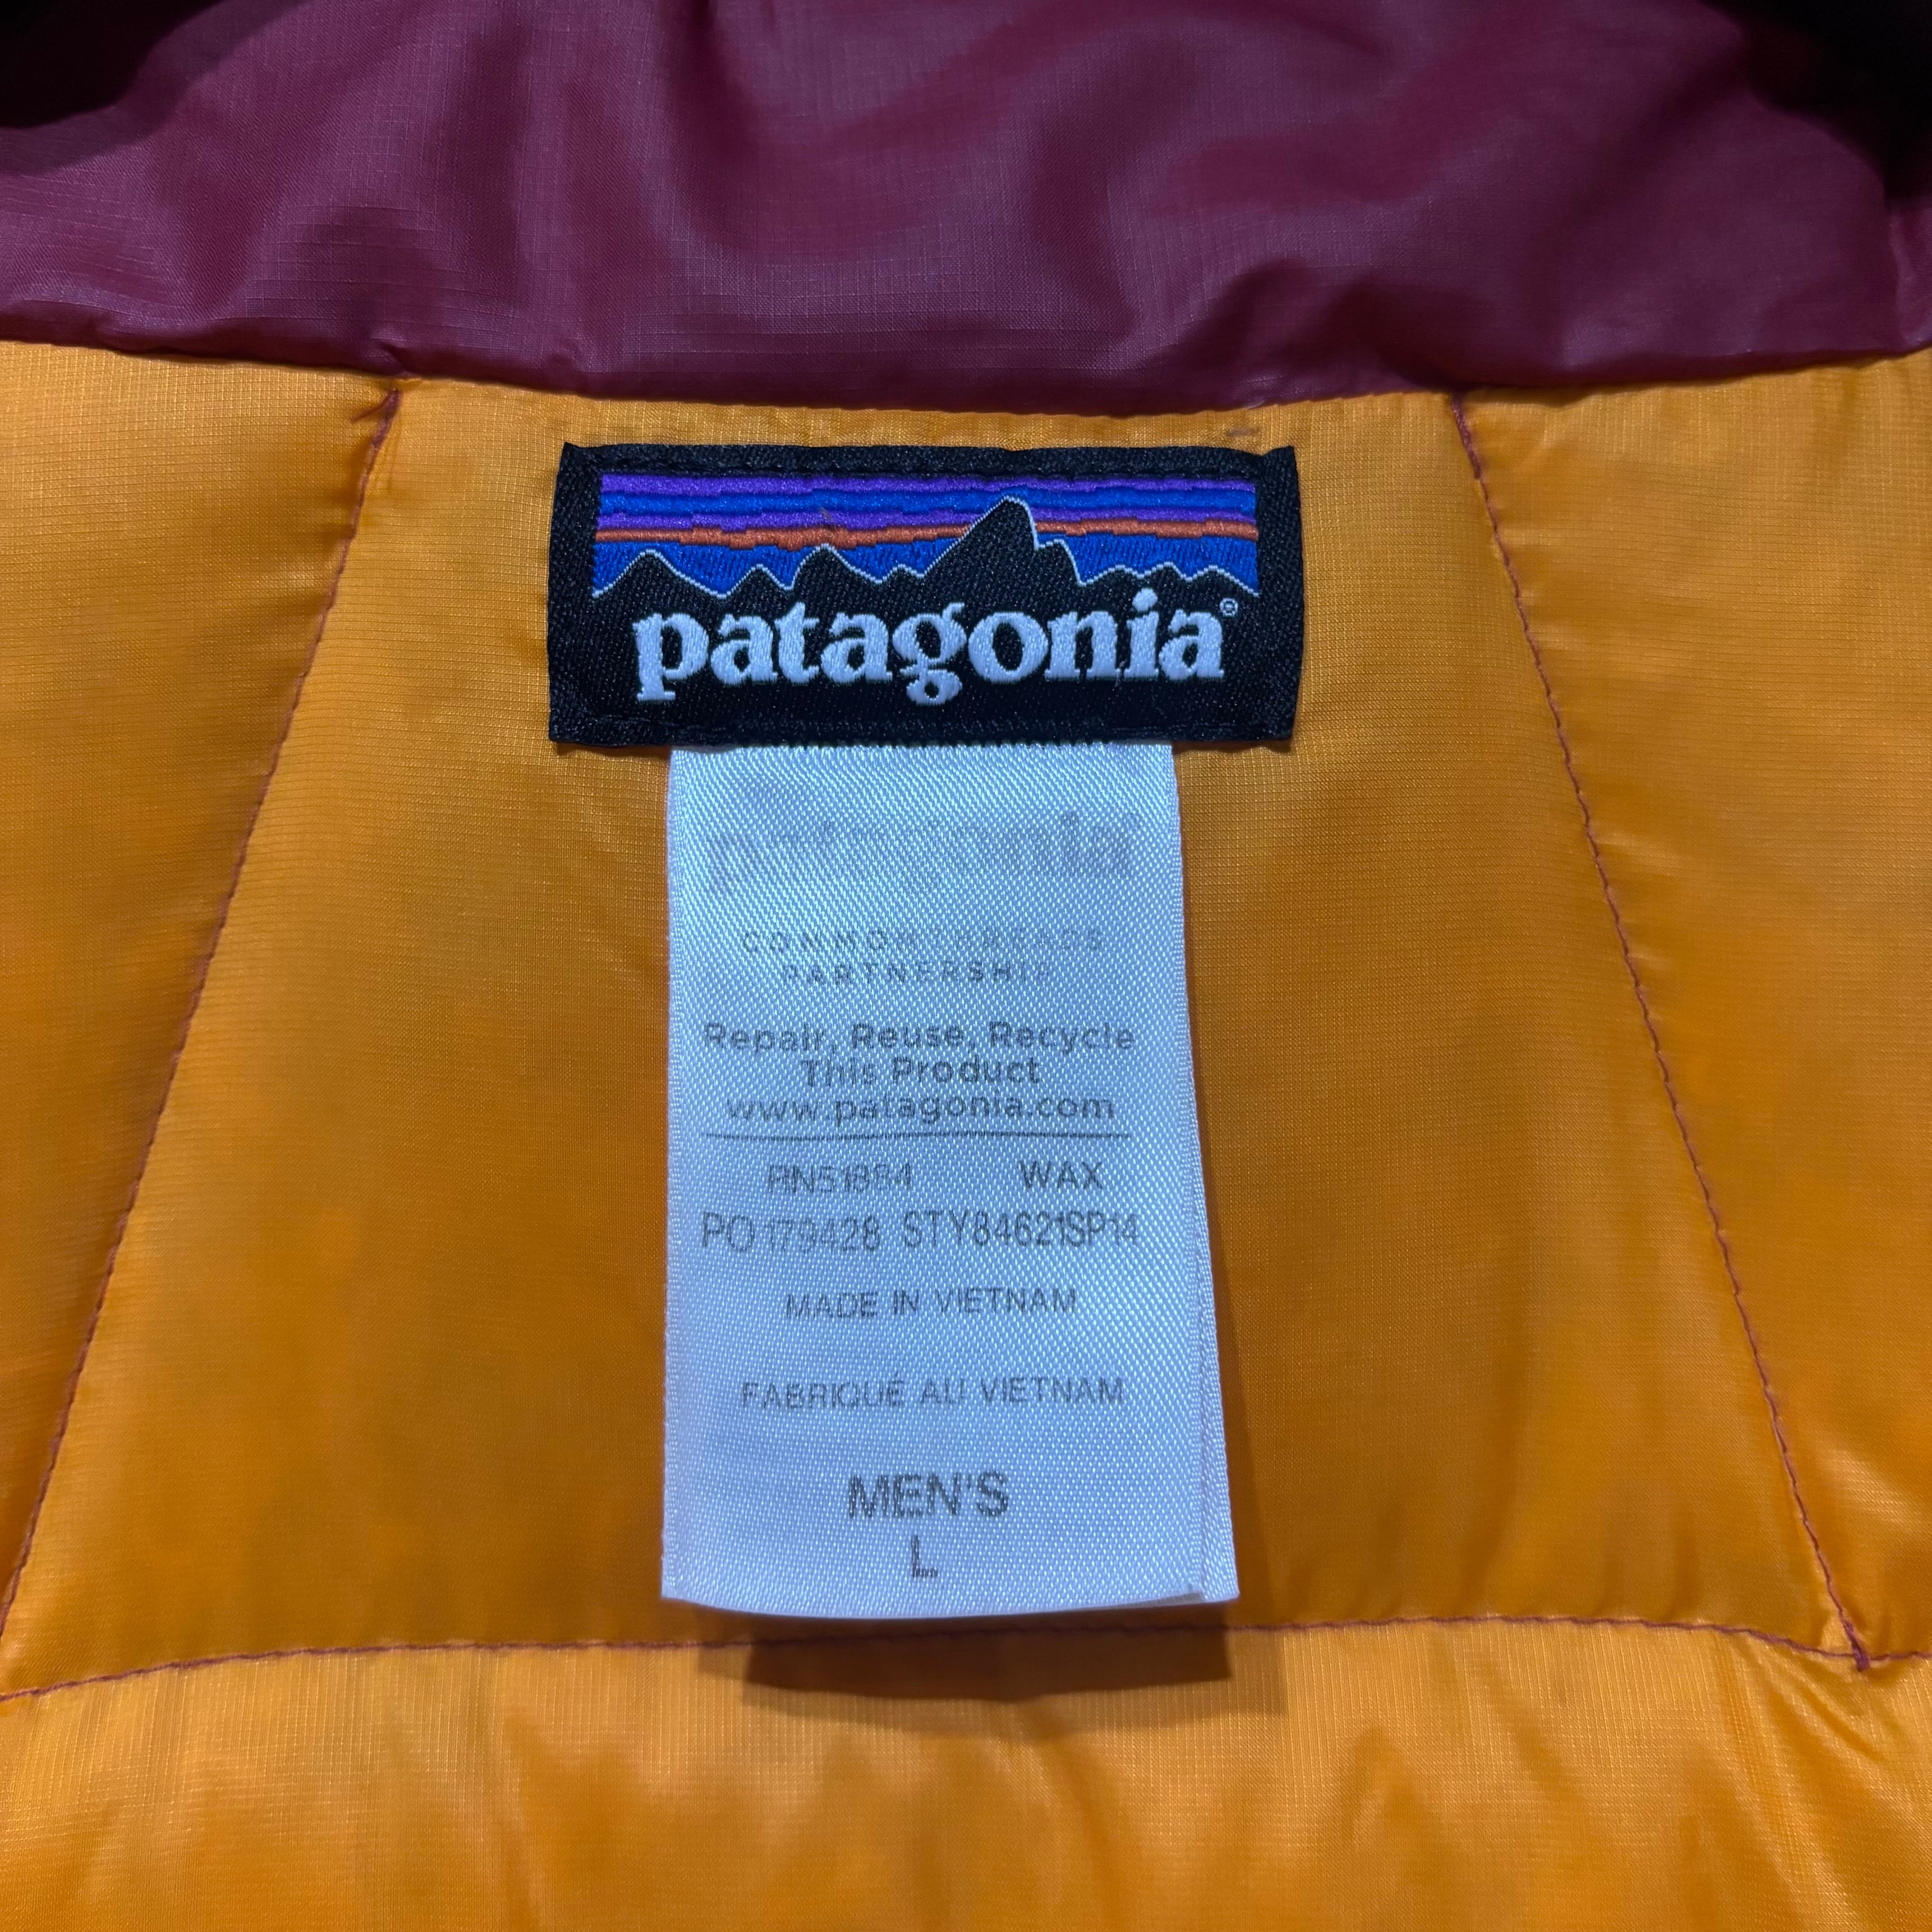 patagonia®
COMMON THREADS
PARTNERSHIP
Repair, Reuse, Recycle
This Product
www.patagonia.com
RN51884 WAX
PO179428 STY84621SP14
MADE IN VIETNAM
FABRIQUÉ AU VIETNAM
MEN'S
L